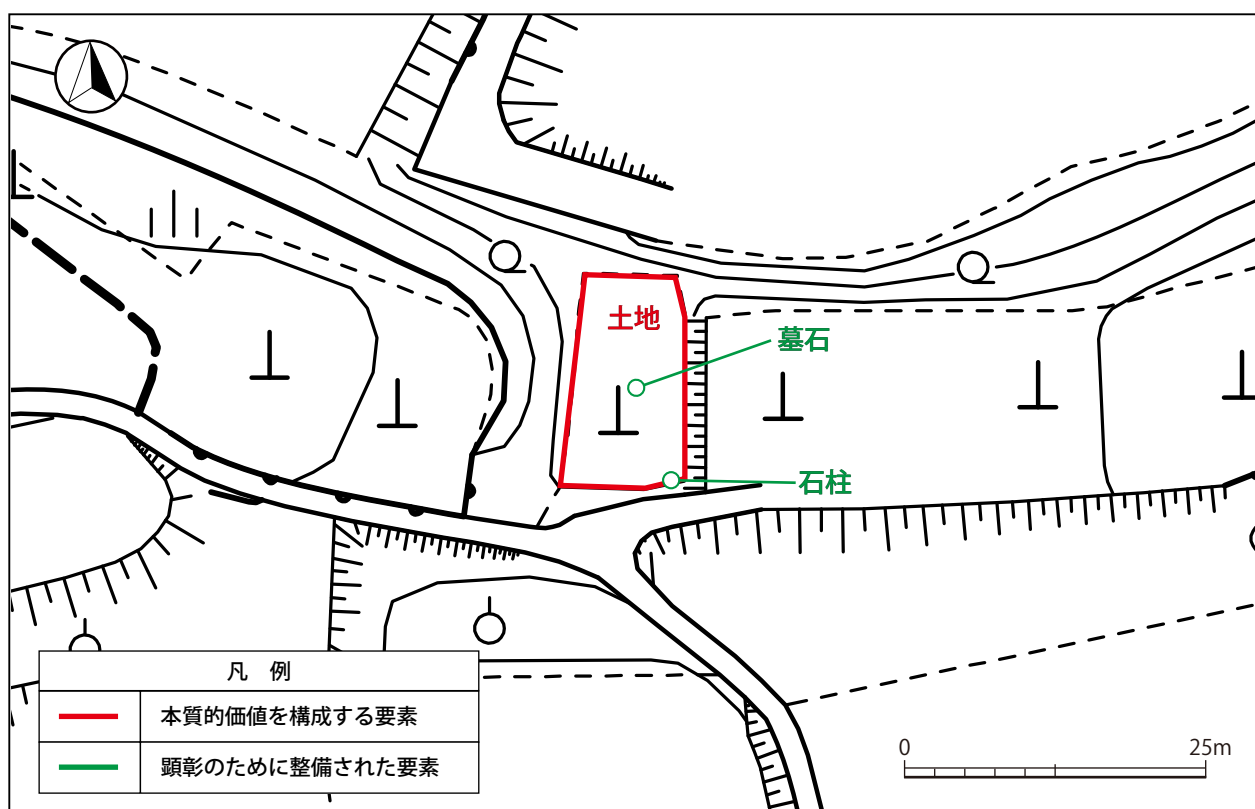 土地
墓石
石柱
凡 例
本質的価値を構成する要素
顕彰のために整備された要素
0 25m